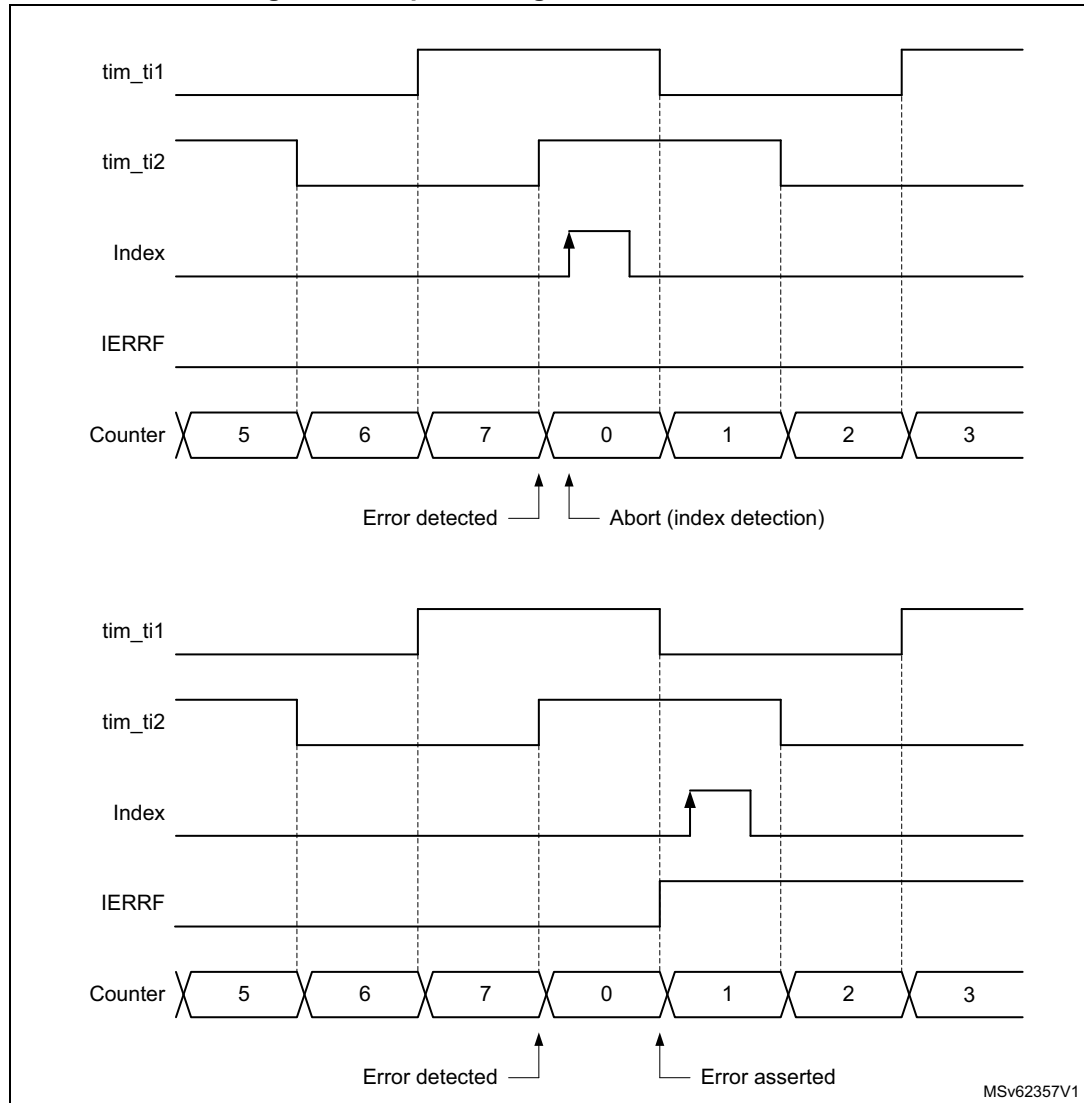 tim_ti1
tim_ti2
Index
IERRF
Counter 5 6 7 0 1 2 3
Error detected Abort (index detection)
tim_ti1
tim_ti2
Index
IERRF
Counter 5 6 7 0 1 2 3
Error detected Error asserted
MSv62357V1